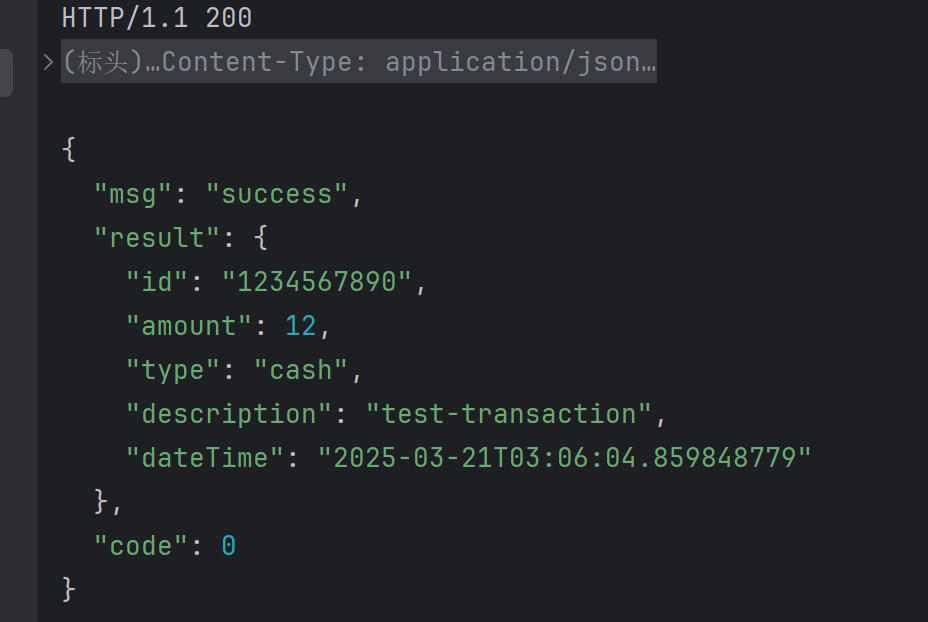 HTTP/1.1 200
(标头)…Content-Type: application/json…
{
"msg": "success",
"result": {
"id": "1234567890",
"amount": 12,
"type": "cash",
"description": "test-transaction",
"dateTime": "2025-03-21T03:06:04.859848779"
},
"code": 0
}